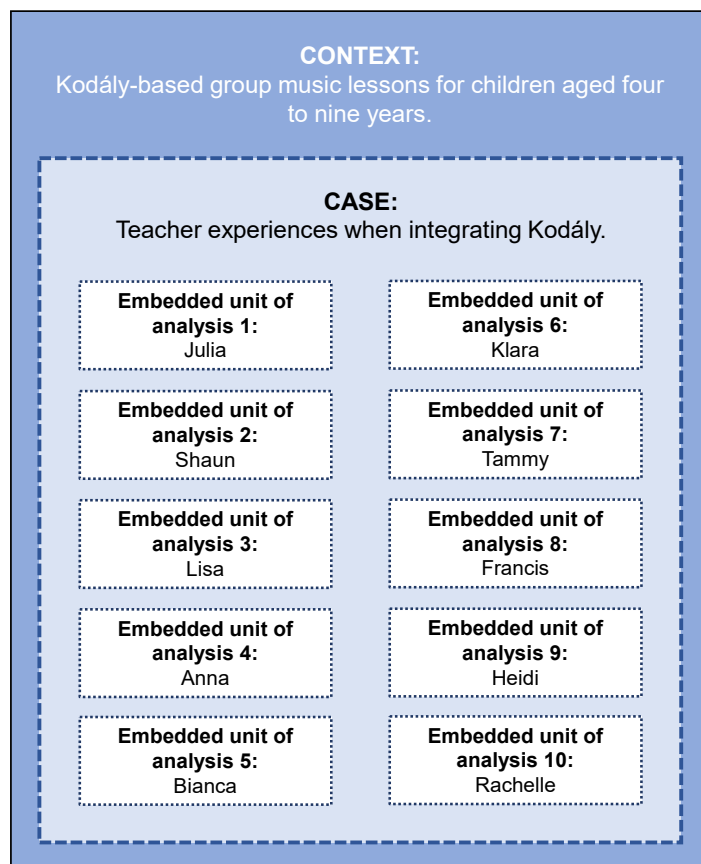 CONTEXT:
Kodály-based group music lessons for children aged four
to nine years.
CASE:
Teacher experiences when integrating Kodály.
Embedded unit of
analysis 1:
Julia
Embedded unit of
analysis 2:
Shaun
Embedded unit of
analysis 3:
Lisa
Embedded unit of
analysis 4:
Anna
Embedded unit of
analysis 5:
Bianca
Embedded unit of
analysis 6:
Klara
Embedded unit of
analysis 7:
Tammy
Embedded unit of
analysis 8:
Francis
Embedded unit of
analysis 9:
Heidi
Embedded unit of
analysis 10:
Rachelle